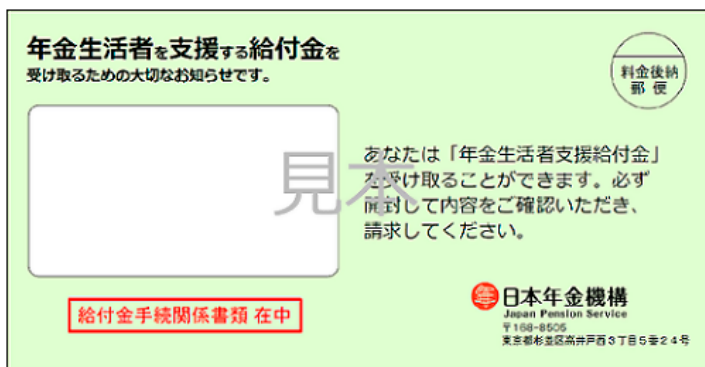 年金生活者を支援する給付金を
受け取るための大切なお知らせです。
料金後納
郵便
あなたは「年金生活者支援給付金」
を受け取ることができます。必ず
開封して内容をご確認いただき、
請求してください。
見本
給付金手続関係書類 在中
日本年金機構
Japan Pension Service
〒168-8505
東京都杉並区高井戸西3丁目5番24号